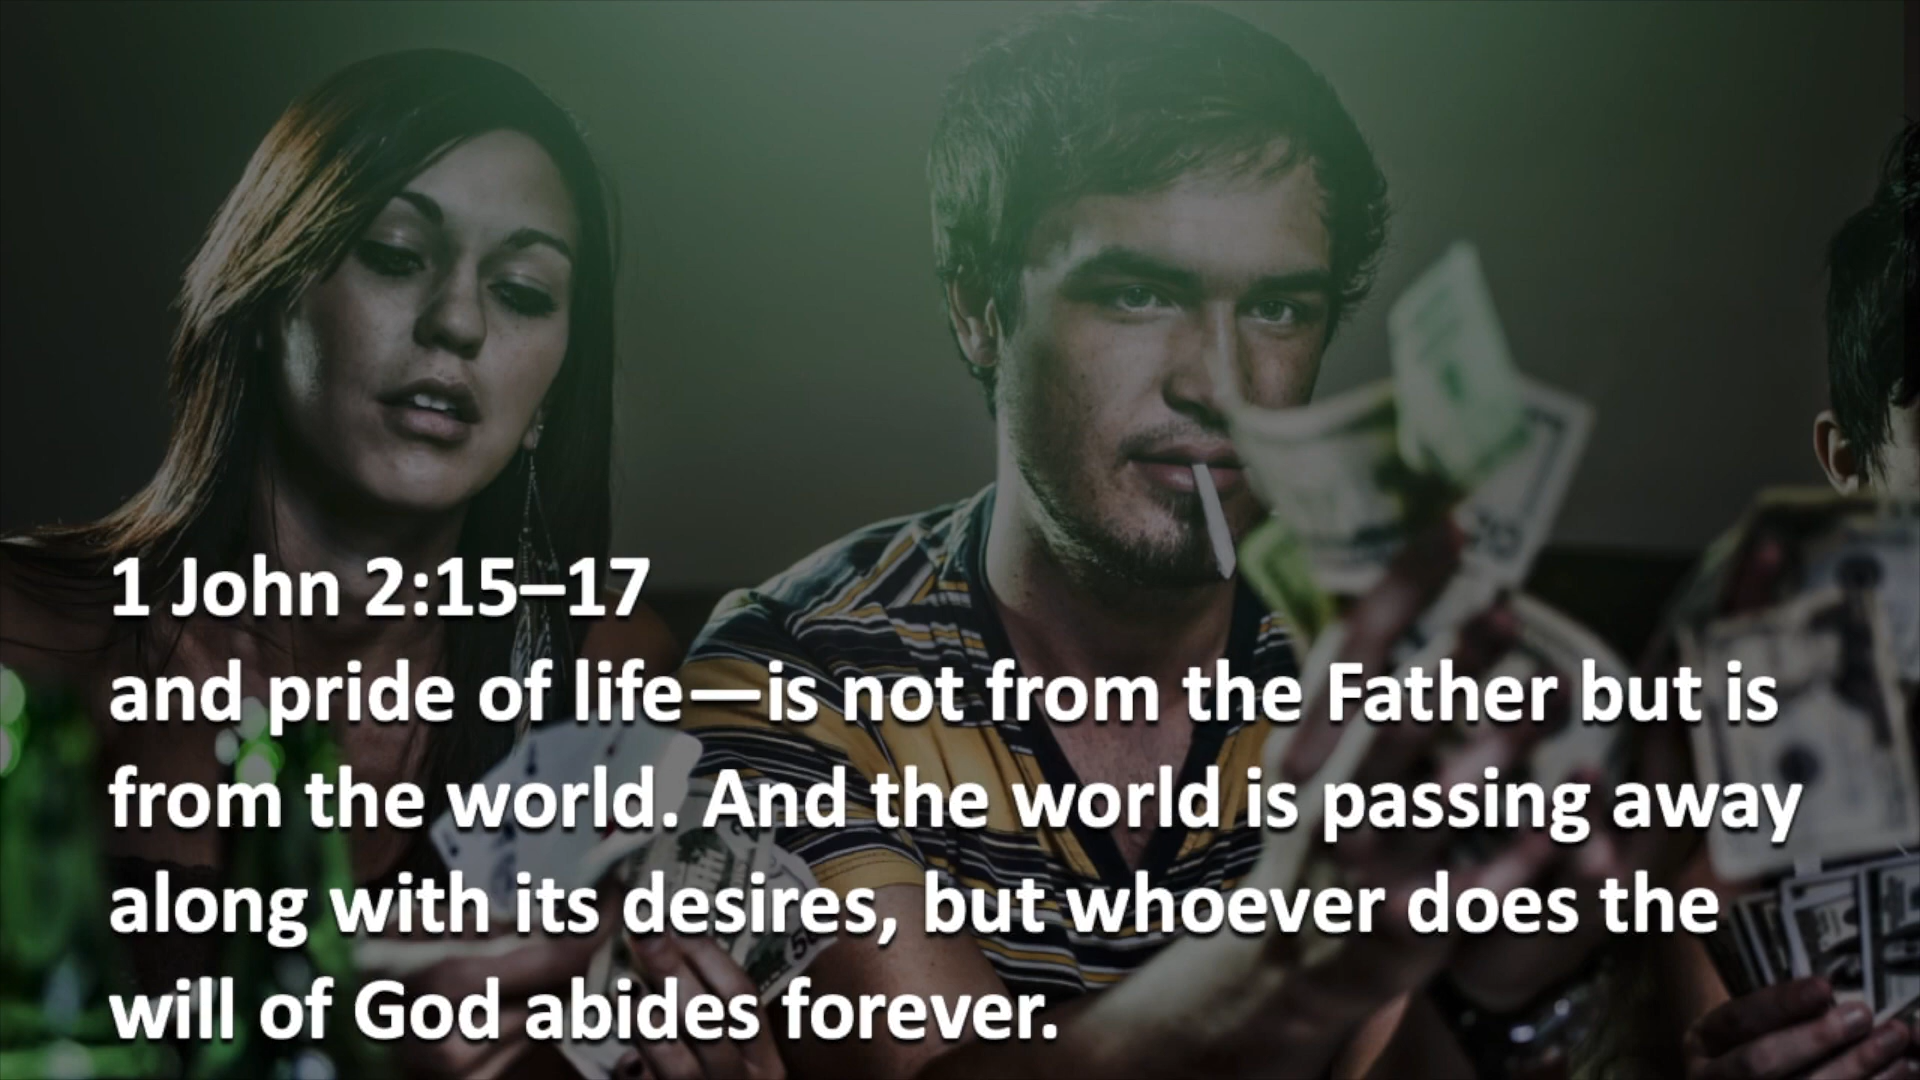 1 John 2:15–17
and pride of life—is not from the Father but is
from the world. And the world is passing away
along with its desires, but whoever does the
will of God abides forever.